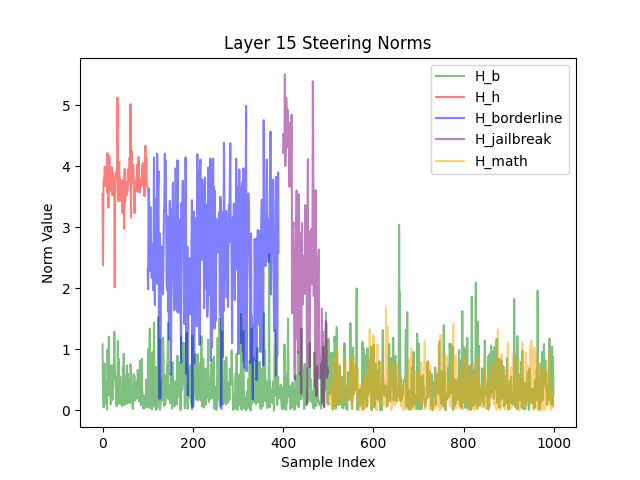 Layer 15 Steering Norms
H_b
H_h
H_borderline
H_jailbreak
H_math
Norm Value
5
4
3
2
1
0
0
200
400
600
800
1000
Sample Index